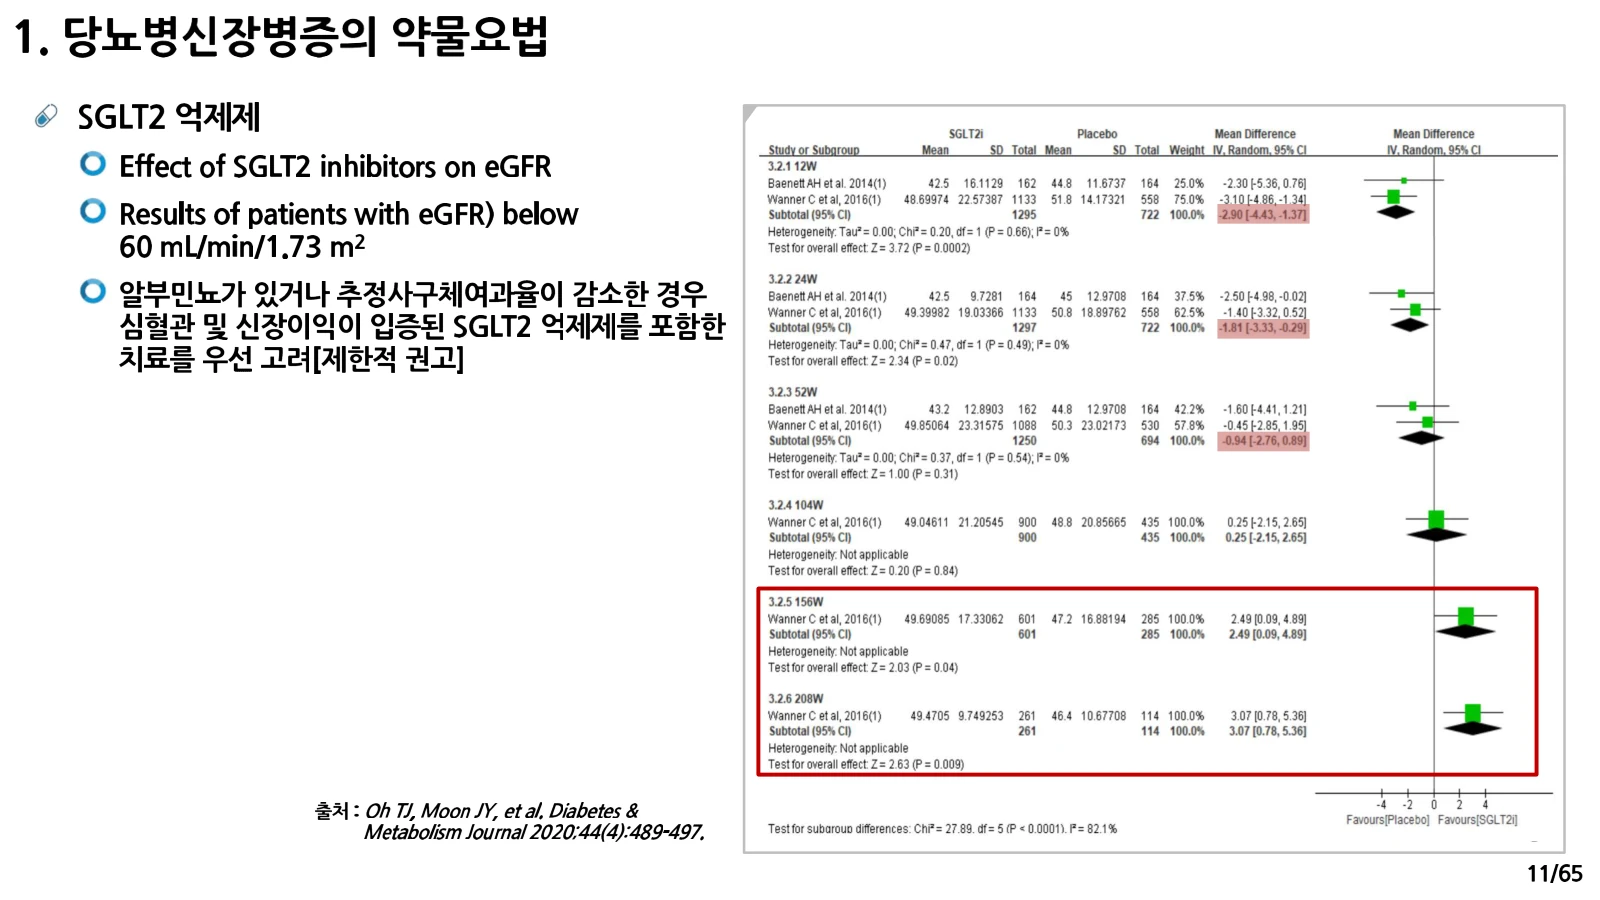 1. 당뇨병신장병증의 약물요법
SGLT2 억제제
Effect of SGLT2 inhibitors on eGFR
Results of patients with eGFR) below
60 mL/min/1.73 m²
알부민뇨가 있거나 추정사구체여과율이 감소한 경우
심혈관 및 신장이익이 입증된 SGLT2 억제제를 포함한
치료를 우선 고려[제한적 권고]
출처 : Oh TJ, Moon JY, et al. Diabetes &
Metabolism Journal 2020;44(4):489-497.
SGLT2i Placebo Mean Difference Mean Difference
Study or Subgroup Mean SD Total Mean SD Total Weight IV, Random, 95% CI IV, Random, 95% CI
3.2.1 12W
Baenett AH et al. 2014(1) 42.5 16.1129 162 44.8 11.6737 164 25.0% -2.30 [-5.36, 0.76]
Wanner C et al, 2016(1) 48.69974 22.57387 1133 51.8 14.17321 558 75.0% -3.10 [-4.86, -1.34]
Subtotal (95% CI) 1295 722 100.0% -2.90 [-4.43, -1.37]
Heterogeneity: Tau² = 0.00; Chi² = 0.20, df = 1 (P = 0.66); I² = 0%
Test for overall effect: Z = 3.72 (P = 0.0002)
3.2.2 24W
Baenett AH et al. 2014(1) 42.5 9.7281 164 45 12.9708 164 37.5% -2.50 [-4.98, -0.02]
Wanner C et al, 2016(1) 49.39982 19.03366 1133 50.8 18.89762 558 62.5% -1.40 [-3.32, 0.52]
Subtotal (95% CI) 1297 722 100.0% -1.81 [-3.33, -0.29]
Heterogeneity: Tau² = 0.00; Chi² = 0.47, df = 1 (P = 0.49); I² = 0%
Test for overall effect: Z = 2.34 (P = 0.02)
3.2.3 52W
Baenett AH et al. 2014(1) 43.2 12.8903 162 44.8 12.9708 164 42.2% -1.60 [-4.41, 1.21]
Wanner C et al, 2016(1) 49.85064 23.31575 1088 50.3 23.02173 530 57.8% -0.45 [-2.85, 1.95]
Subtotal (95% CI) 1250 694 100.0% -0.94 [-2.76, 0.89]
Heterogeneity: Tau² = 0.00; Chi² = 0.37, df = 1 (P = 0.54); I² = 0%
Test for overall effect: Z = 1.00 (P = 0.31)
3.2.4 104W
Wanner C et al, 2016(1) 49.04611 21.20545 900 48.8 20.85665 435 100.0% 0.25 [-2.15, 2.65]
Subtotal (95% CI) 900 435 100.0% 0.25 [-2.15, 2.65]
Heterogeneity: Not applicable
Test for overall effect: Z = 0.20 (P = 0.84)
3.2.5 156W
Wanner C et al, 2016(1) 49.69085 17.33062 601 47.2 16.88194 285 100.0% 2.49 [0.09, 4.89]
Subtotal (95% CI) 601 285 100.0% 2.49 [0.09, 4.89]
Heterogeneity: Not applicable
Test for overall effect: Z = 2.03 (P = 0.04)
3.2.6 208W
Wanner C et al, 2016(1) 49.4705 9.749253 261 46.4 10.67708 114 100.0% 3.07 [0.78, 5.36]
Subtotal (95% CI) 261 114 100.0% 3.07 [0.78, 5.36]
Heterogeneity: Not applicable
Test for overall effect: Z = 2.63 (P = 0.009)
-4 -2 0 2 4
Favours[Placebo] Favours[SGLT2i]
Test for subgroup differences: Chi² = 27.89, df = 5 (P < 0.0001), I² = 82.1%
11/65